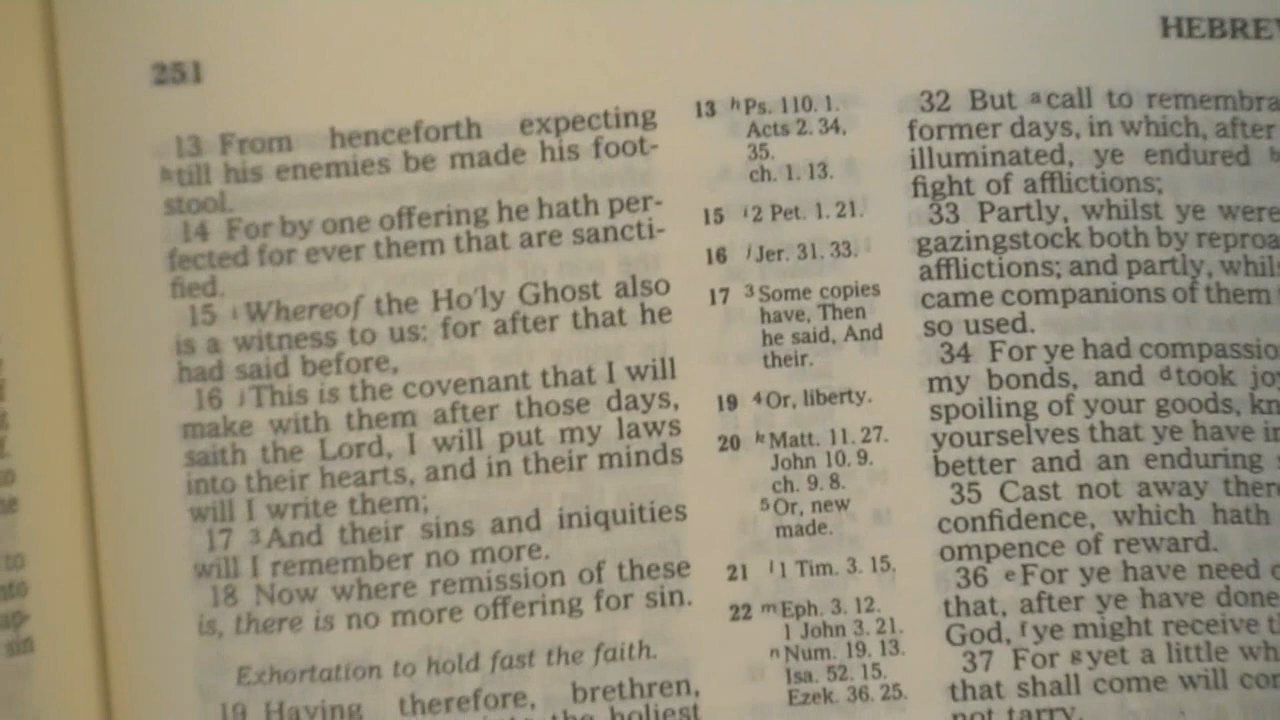 HEBREW
251
13 From henceforth expecting
h till his enemies be made his foot-
stool.
14 For by one offering he hath per-
fected for ever them that are sancti-
fied.
15 i Whereof the Ho'ly Ghost also
is a witness to us: for after that he
had said before,
16 j This is the covenant that I will
make with them after those days,
saith the Lord, I will put my laws
into their hearts, and in their minds
will I write them;
17 3 And their sins and iniquities
will I remember no more.
18 Now where remission of these
is, there is no more offering for sin.
Exhortation to hold fast the faith.
19 Having therefore, brethren,
the holiest
13 h Ps. 110. 1.
Acts 2. 34,
35.
ch. 1. 13.
15 i 2 Pet. 1. 21.
16 j Jer. 31. 33.
17 3 Some copies
have, Then
he said, And
their.
19 4 Or, liberty.
20 k Matt. 11. 27.
John 10. 9.
ch. 9. 8.
5 Or, new
made.
21 l 1 Tim. 3. 15.
22 m Eph. 3. 12.
1 John 3. 21.
n Num. 19. 13.
Isa. 52. 15.
Ezek. 36. 25.
32 But a call to remembra
former days, in which, after
illuminated, ye endured b
fight of afflictions;
33 Partly, whilst ye were
gazingstock both by reproa
afflictions; and partly, whils
came companions of them
so used.
34 For ye had compassio
my bonds, and d took jo
spoiling of your goods, kn
yourselves that ye have in
better and an enduring
35 Cast not away there
confidence, which hath
ompence of reward.
36 e For ye have need o
that, after ye have done
God, f ye might receive t
37 For g yet a little wh
that shall come will com
not tarry.